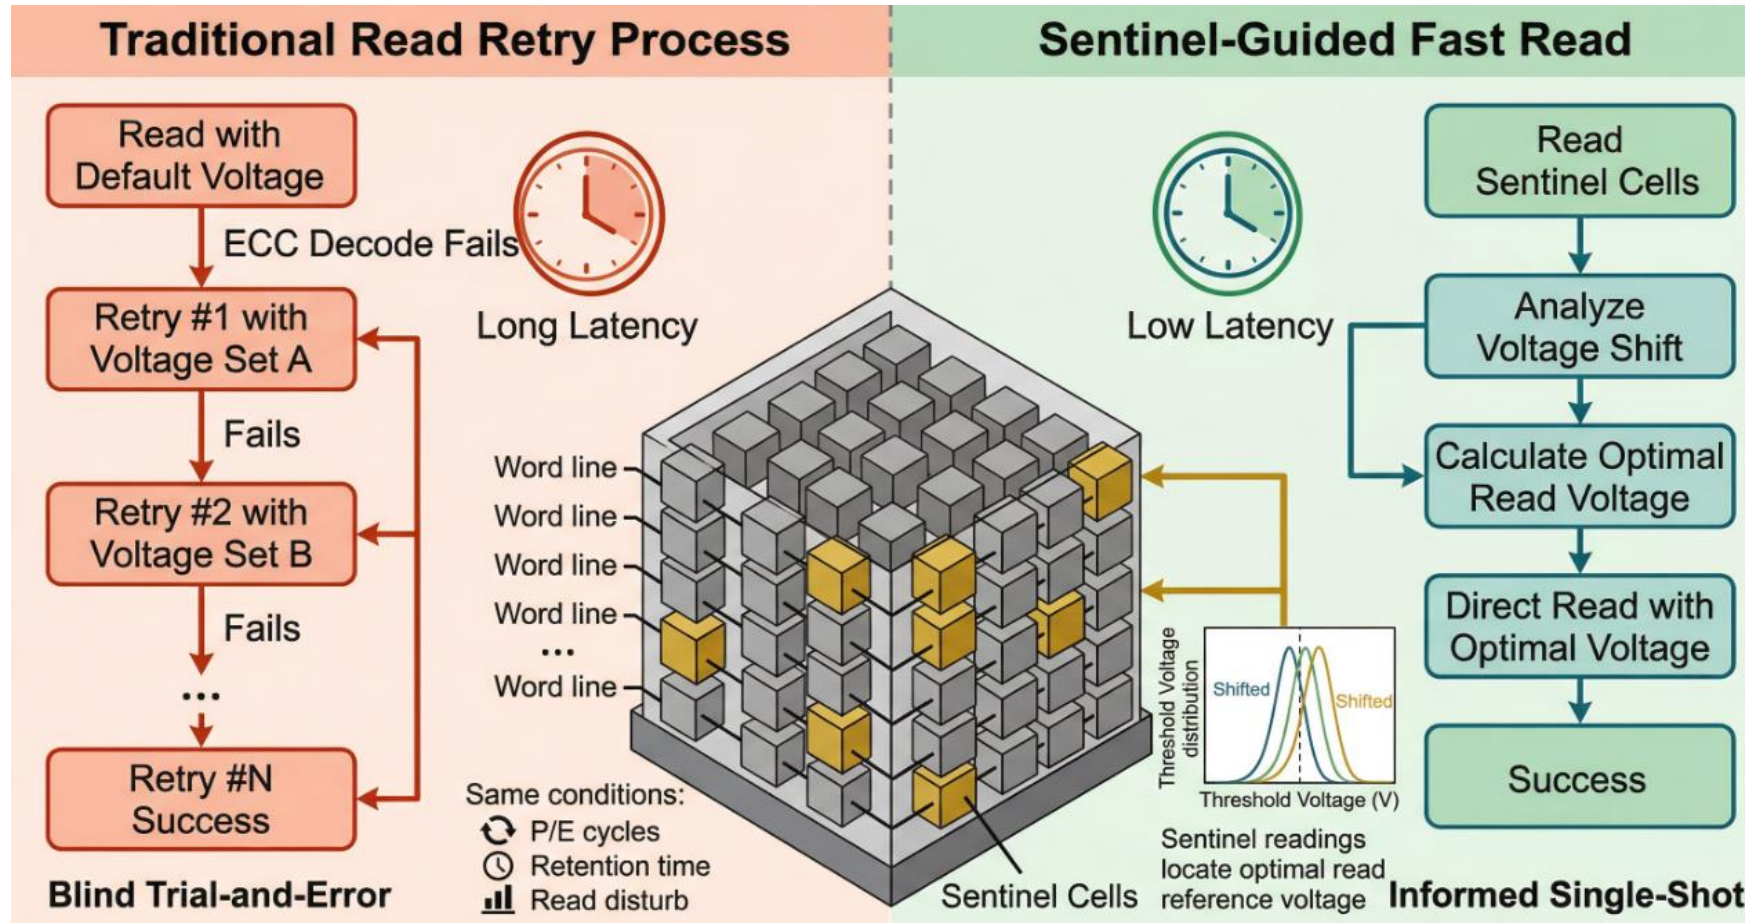 Traditional Read Retry Process
Read with
Default Voltage
ECC Decode Fails
Retry #1 with
Voltage Set A
Fails
Retry #2 with
Voltage Set B
Fails
...
Retry #N
Success
Blind Trial-and-Error
Long Latency
Word line
Word line
Word line
Word line
...
Word line
Same conditions:
P/E cycles
Retention time
Read disturb
Sentinel Cells
Sentinel-Guided Fast Read
Low Latency
Read
Sentinel Cells
Analyze
Voltage Shift
Calculate Optimal
Read Voltage
Direct Read with
Optimal Voltage
Success
Threshold Voltage
distribution
Shifted
Shifted
Threshold Voltage (V)
Sentinel readings
locate optimal read
reference voltage
Informed Single-Shot